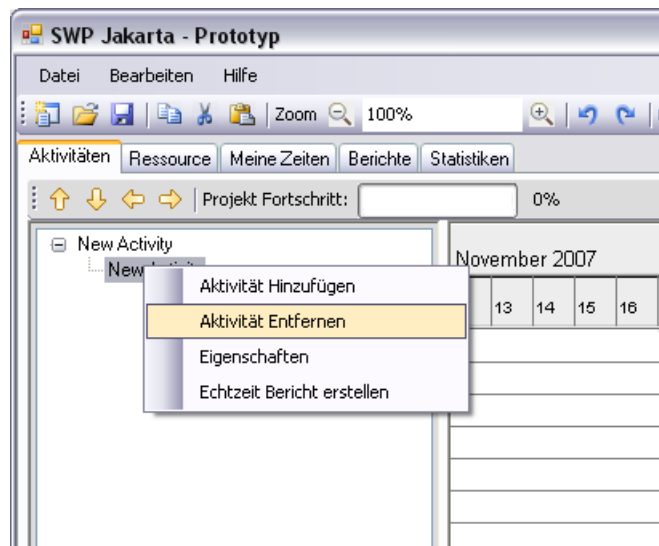 SWP Jakarta - Prototyp
Datei Bearbeiten Hilfe
Zoom 100%
Aktivitäten Ressource Meine Zeiten Berichte Statistiken
Projekt Fortschritt: 0%
New Activity
November 2007
New
Aktivität Hinzufügen
13 14 15 16
Aktivität Entfernen
Eigenschaften
Echtzeit Bericht erstellen